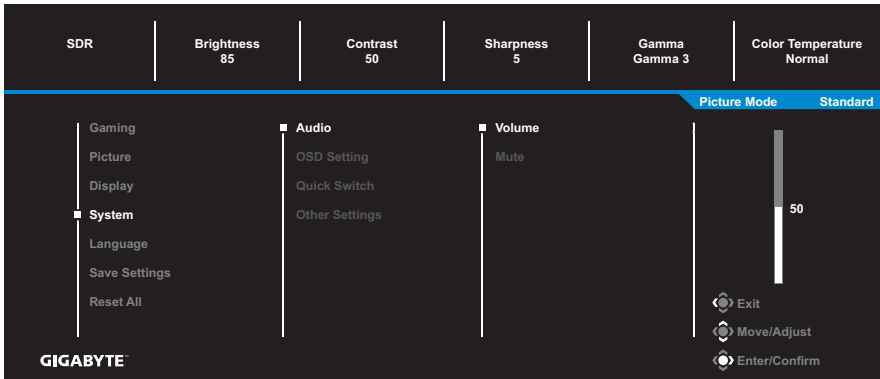 SDR
Brightness
85
Contrast
50
Sharpness
5
Gamma
Gamma 3
Color Temperature
Normal
Picture Mode Standard
Gaming
Picture
Display
System
Language
Save Settings
Reset All
Audio
OSD Setting
Quick Switch
Other Settings
Volume
Mute
50
Exit
Move/Adjust
Enter/Confirm
GIGABYTE™